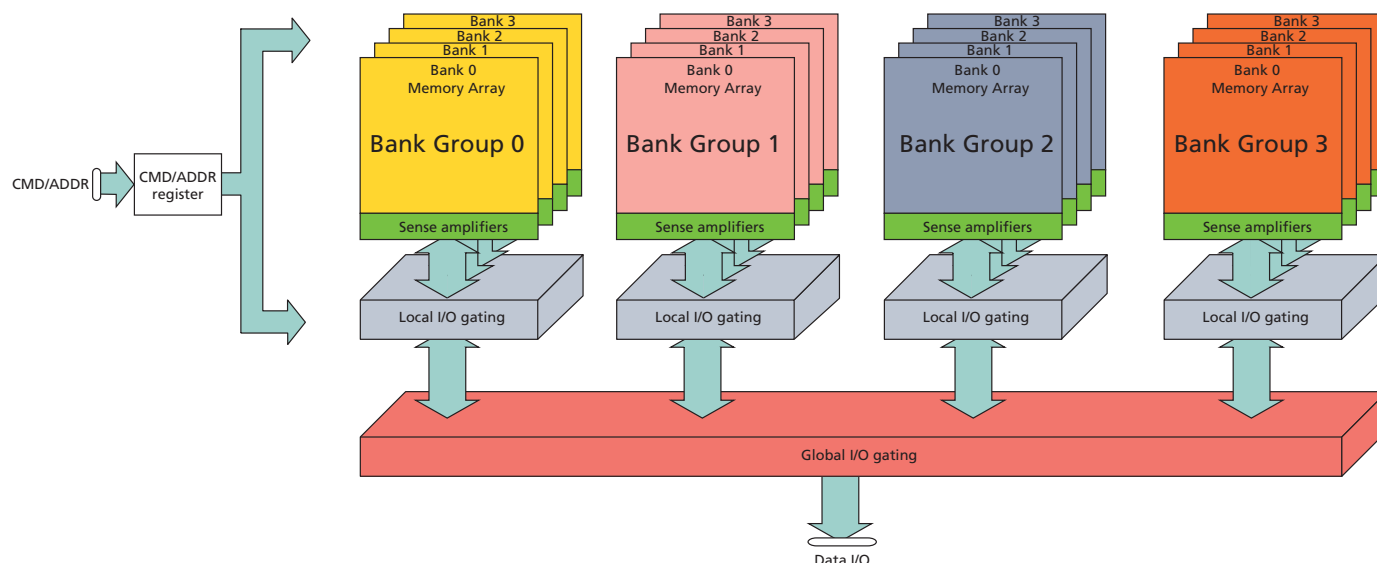 Bank 3
Bank 2
Bank 1
Bank 0
Memory Array
Bank Group 0
Sense amplifiers
Local I/O gating
Bank 3
Bank 2
Bank 1
Bank 0
Memory Array
Bank Group 1
Sense amplifiers
Local I/O gating
Bank 3
Bank 2
Bank 1
Bank 0
Memory Array
Bank Group 2
Sense amplifiers
Local I/O gating
Bank 3
Bank 2
Bank 1
Bank 0
Memory Array
Bank Group 3
Sense amplifiers
Local I/O gating
CMD/ADDR
CMD/ADDR
register
Global I/O gating
Data I/O